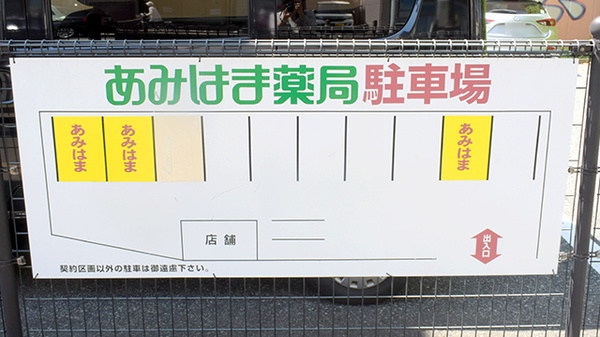 あみはま薬局駐車場
あみはま
あみはま
あみはま
店舗
出入口
契約区画以外の駐車は御遠慮下さい。